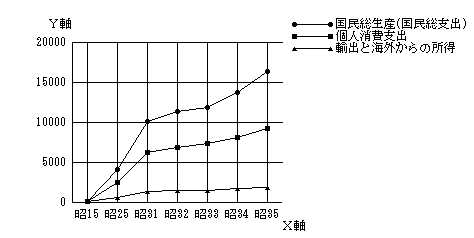 Y軸
国民総生産(国民総支出)
個人消費支出
輸出と海外からの所得
20000
15000
10000
5000
0
昭15 昭25 昭31 昭32 昭33 昭34 昭35
X軸